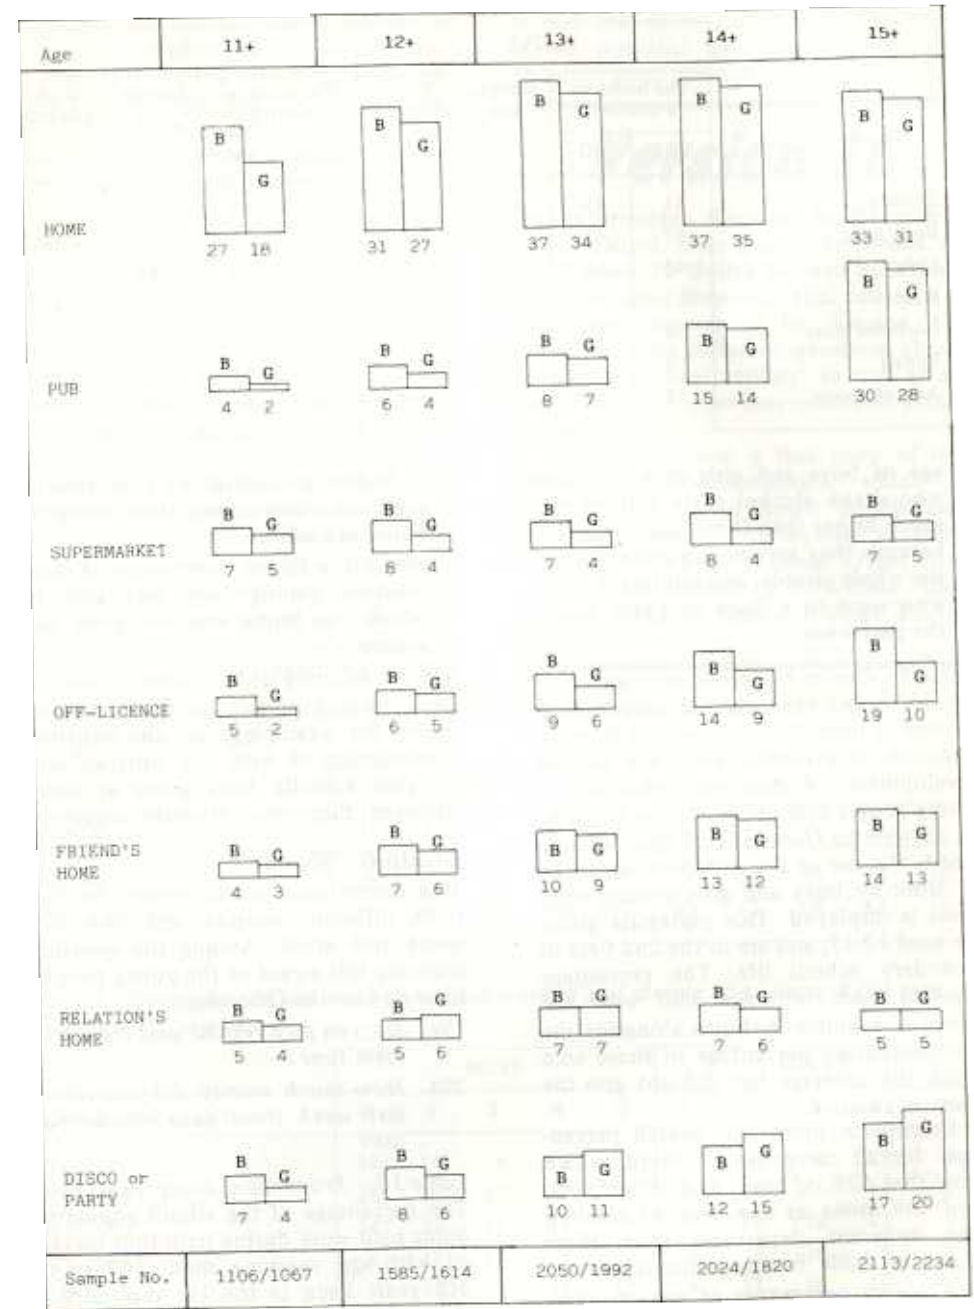 Age 11+ 12+ 13+ 14+ 15+
B G B G B G B G B G
HOME
27 18 31 27 37 34 37 35 33 31
B G B G B G B G B G
PUB
4 2 6 4 8 7 15 14 30 28
B G B G B G B G B G
SUPERMARKET
7 5 8 4 7 4 8 4 7 5
B G B G B G B G B G
OFF-LICENCE
5 2 6 5 9 6 14 9 19 10
B G B G B G B G B G
FRIEND'S
HOME
4 3 7 6 10 9 13 12 14 13
B G B G B G B G B G
RELATION'S
HOME
5 4 5 6 7 7 7 6 5 5
B G B G B G B G B G
DISCO or
PARTY
7 4 8 6 10 11 12 15 17 20
Sample No. 1106/1067 1585/1614 2050/1992 2024/1820 2113/2234